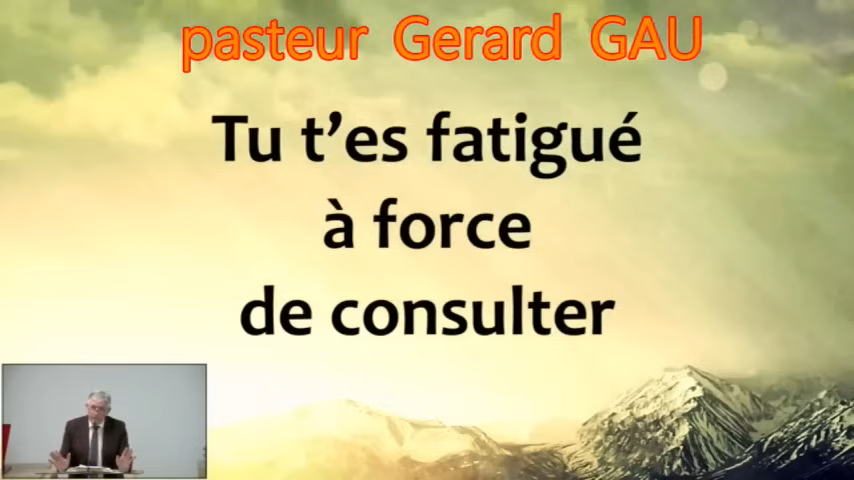 pasteur Gerard GAU
Tu t’es fatigué
à force
de consulter